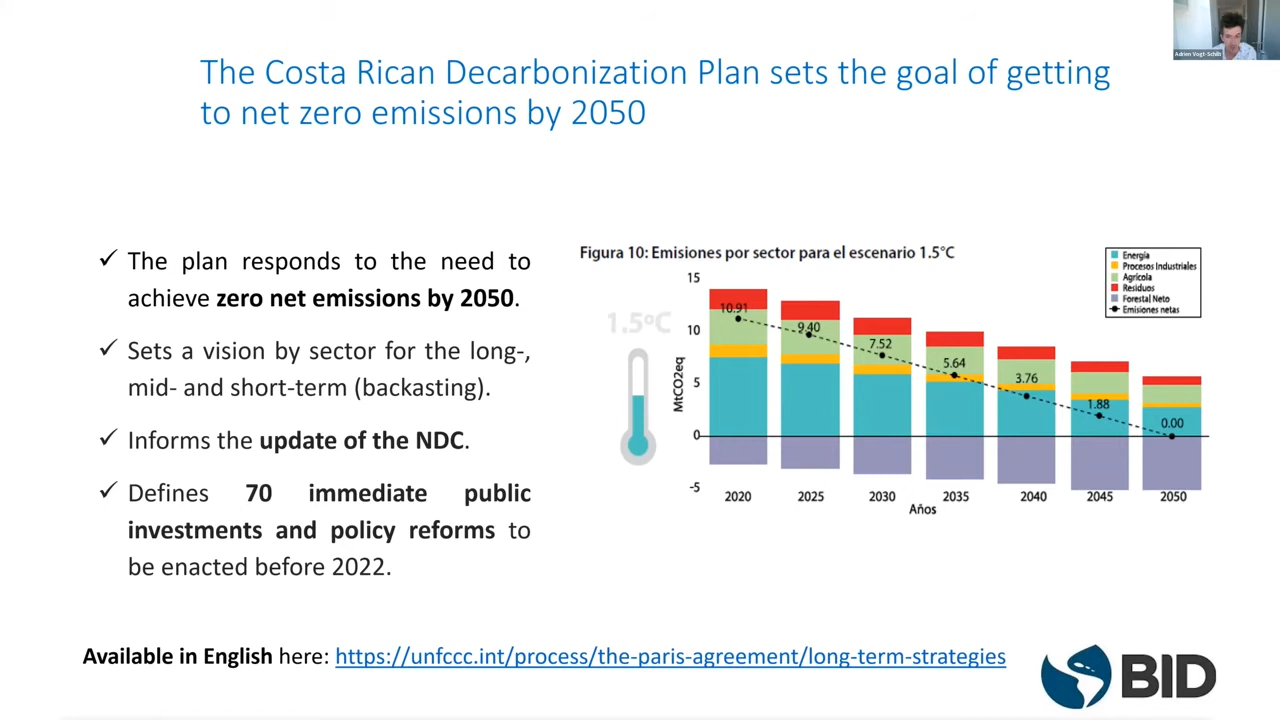 Adrien Vogt-Schilb
The Costa Rican Decarbonization Plan sets the goal of getting
to net zero emissions by 2050
✓ The plan responds to the need to
achieve zero net emissions by 2050.
✓ Sets a vision by sector for the long-,
mid- and short-term (backasting).
✓ Informs the update of the NDC.
✓ Defines 70 immediate public
investments and policy reforms to
be enacted before 2022.
Figura 10: Emisiones por sector para el escenario 1.5°C
Energía
Procesos Industriales
Agrícola
Residuos
Forestal Neto
Emisiones netas
1.5ºC
MtCO2eq
15
10
5
0
-5
10.91
9.40
7.52
5.64
3.76
1.88
0.00
2020 2025 2030 2035 2040 2045 2050
Años
Available in English here: https://unfccc.int/process/the-paris-agreement/long-term-strategies
BID